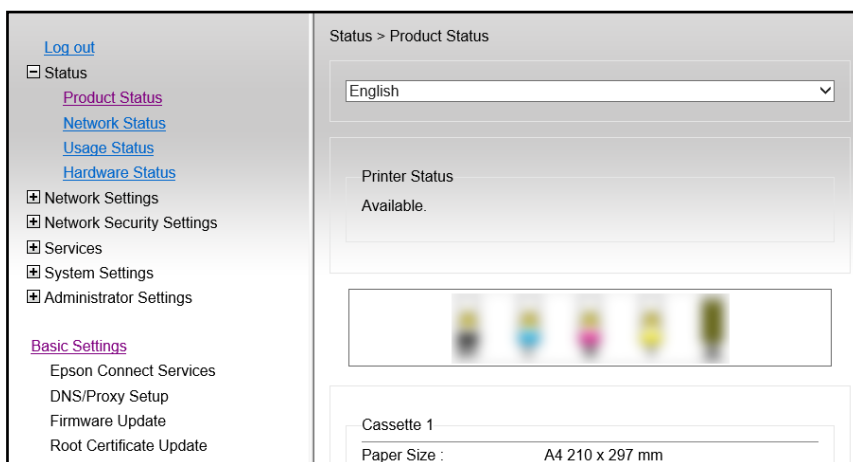 Log out
Status
Product Status
Network Status
Usage Status
Hardware Status
Network Settings
Network Security Settings
Services
System Settings
Administrator Settings
Basic Settings
Epson Connect Services
DNS/Proxy Setup
Firmware Update
Root Certificate Update
Status > Product Status
English
Printer Status
Available.
Cassette 1
Paper Size : A4 210 x 297 mm